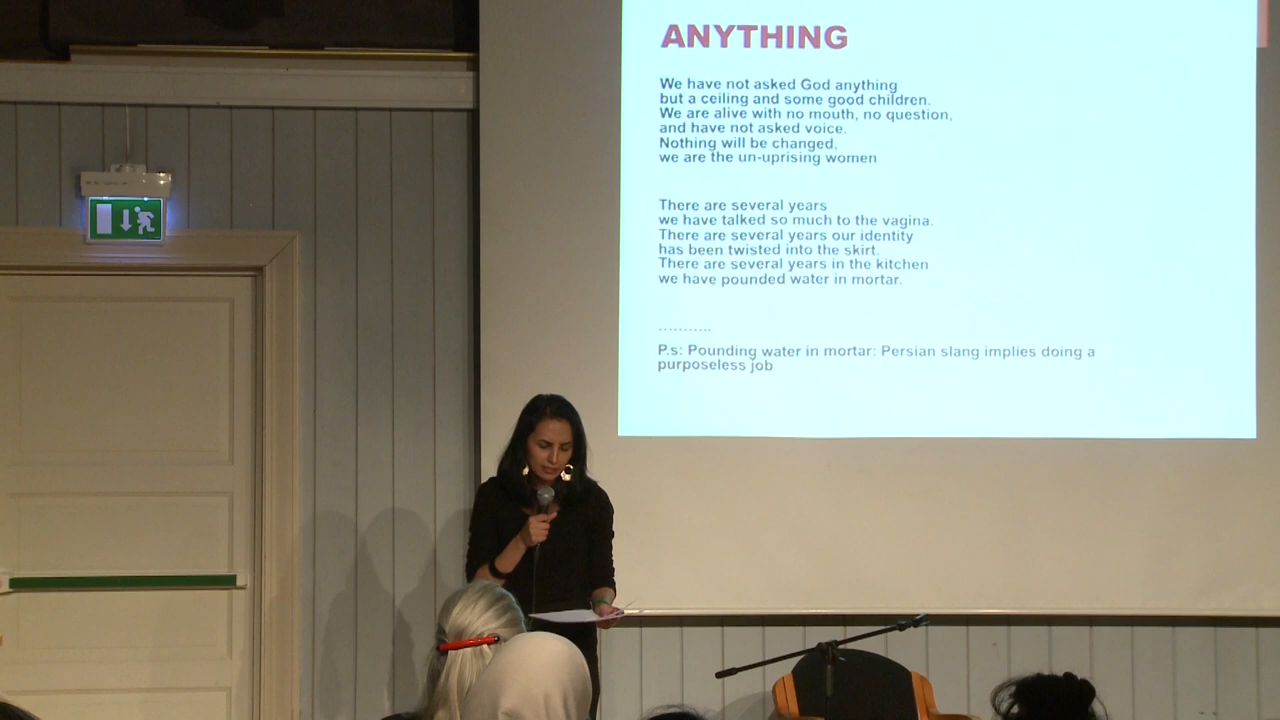 ANYTHING
We have not asked God anything
but a ceiling and some good children.
We are alive with no mouth, no question,
and have not asked voice.
Nothing will be changed,
we are the un-uprising women
There are several years
we have talked so much to the vagina.
There are several years our identity
has been twisted into the skirt.
There are several years in the kitchen
we have pounded water in mortar.
...........
P.s: Pounding water in mortar: Persian slang implies doing a
purposeless job